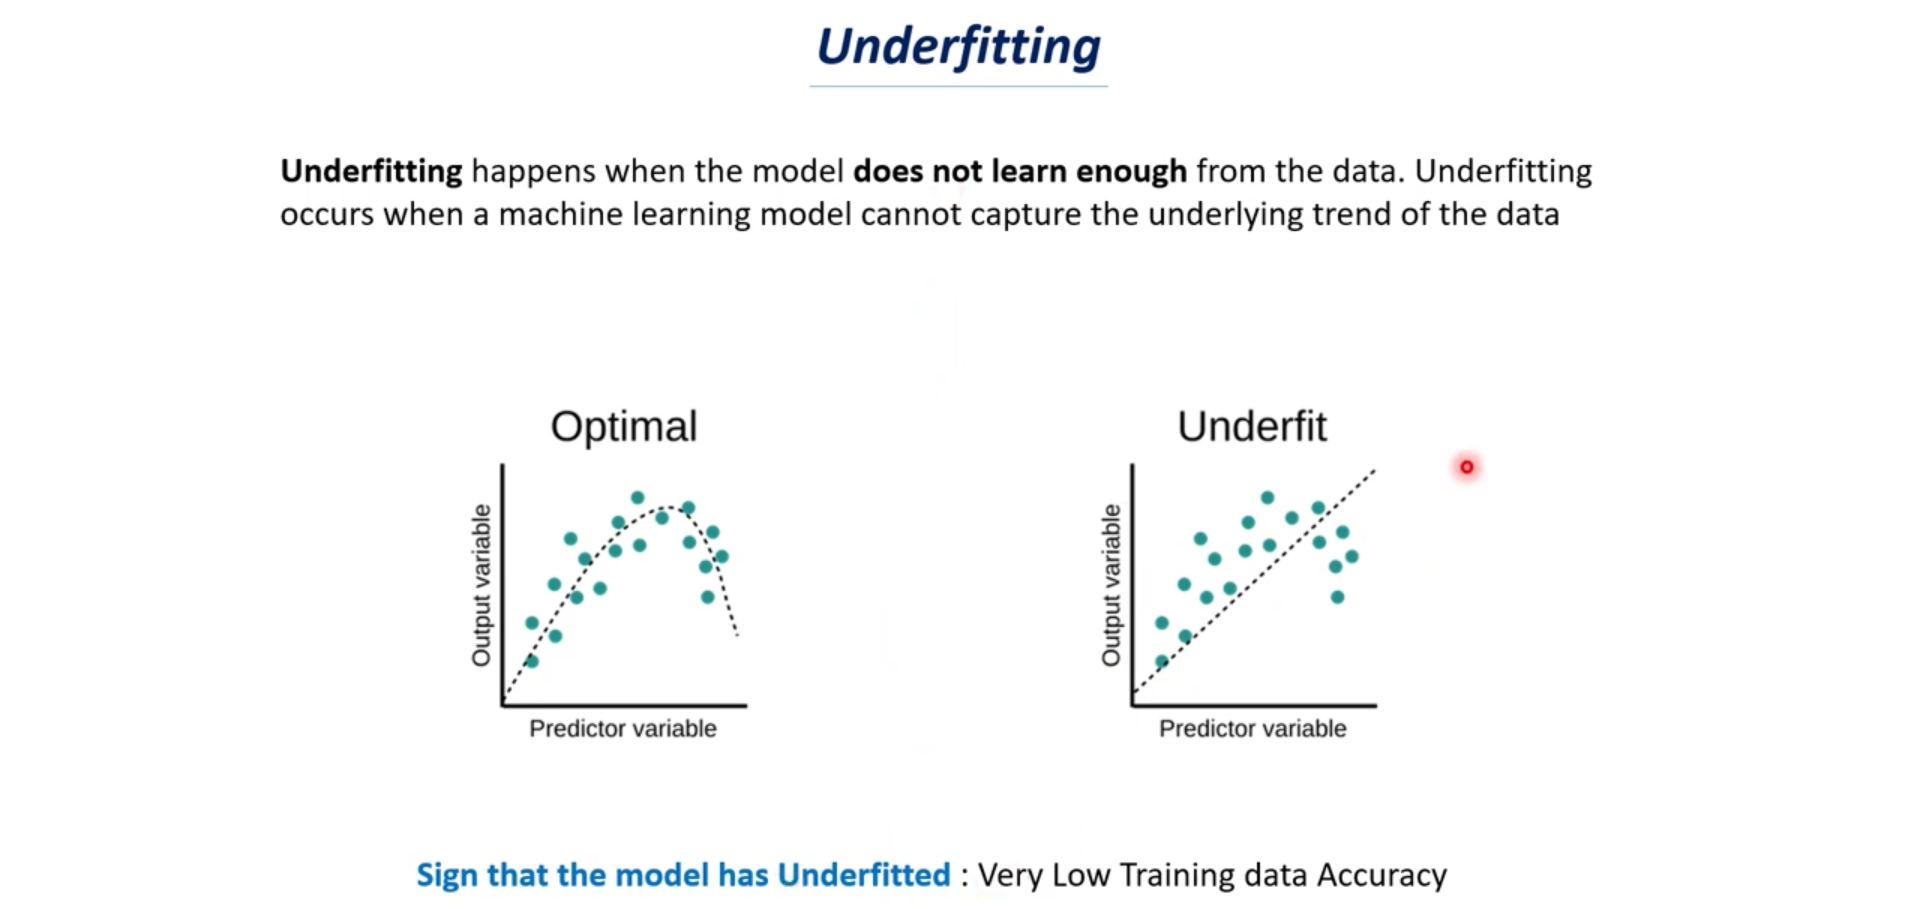 Underfitting
Underfitting happens when the model does not learn enough from the data. Underfitting
occurs when a machine learning model cannot capture the underlying trend of the data
Optimal
Output variable
Predictor variable
Underfit
Output variable
Predictor variable
Sign that the model has Underfitted : Very Low Training data Accuracy